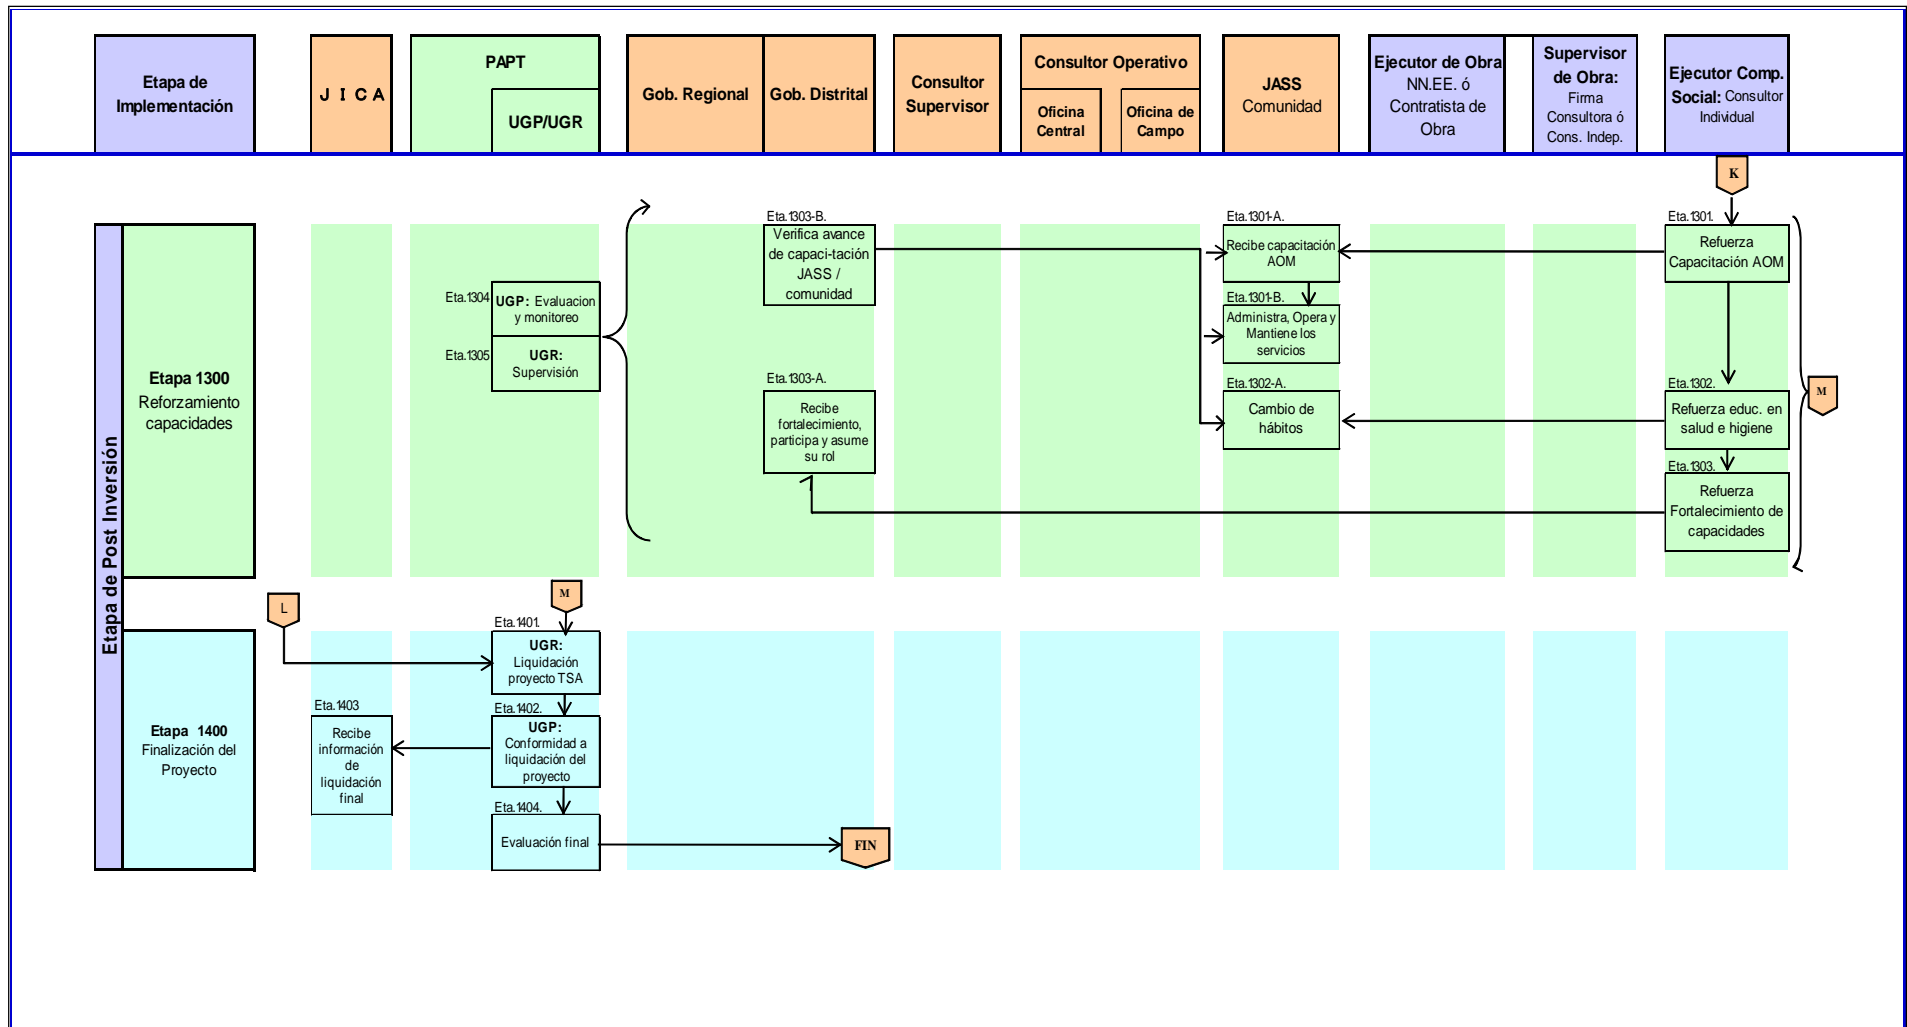 Etapa de
Implementación
J I C A
PAPT
UGP/UGR
Gob. Regional
Gob. Distrital
Consultor
Supervisor
Consultor Operativo
Oficina
Central
Oficina de
Campo
JASS
Comunidad
Ejecutor de Obra
NN.EE. ó
Contratista de
Obra
Supervisor
de Obra:
Firma
Consultora ó
Cons. Indep.
Ejecutor Comp.
Social: Consultor
Individual
K
Etapa de Post Inversión
Etapa 1300
Reforzamiento
capacidades
Eta.1304
UGP: Evaluacion
y monitoreo
Eta.1305
UGR:
Supervisión
Eta.1303-B.
Verifica avance
de capaci-tación
JASS /
comunidad
Eta.1303-A.
Recibe
fortalecimiento,
participa y asume
su rol
Eta.1301-A.
Recibe capacitación
AOM
Eta.1301-B.
Administra, Opera y
Mantiene los
servicios
Eta.1302-A.
Cambio de
hábitos
Eta.1301.
Refuerza
Capacitación AOM
Eta.1302.
Refuerza educ. en
salud e higiene
Eta.1303.
Refuerza
Fortalecimiento de
capacidades
M
L
M
Etapa 1400
Finalización del
Proyecto
Eta.1401.
UGR:
Liquidación
proyecto TSA
Eta.1403
Recibe
información
de
liquidación
final
Eta.1402.
UGP:
Conformidad a
liquidación del
proyecto
Eta.1404.
Evaluación final
FIN